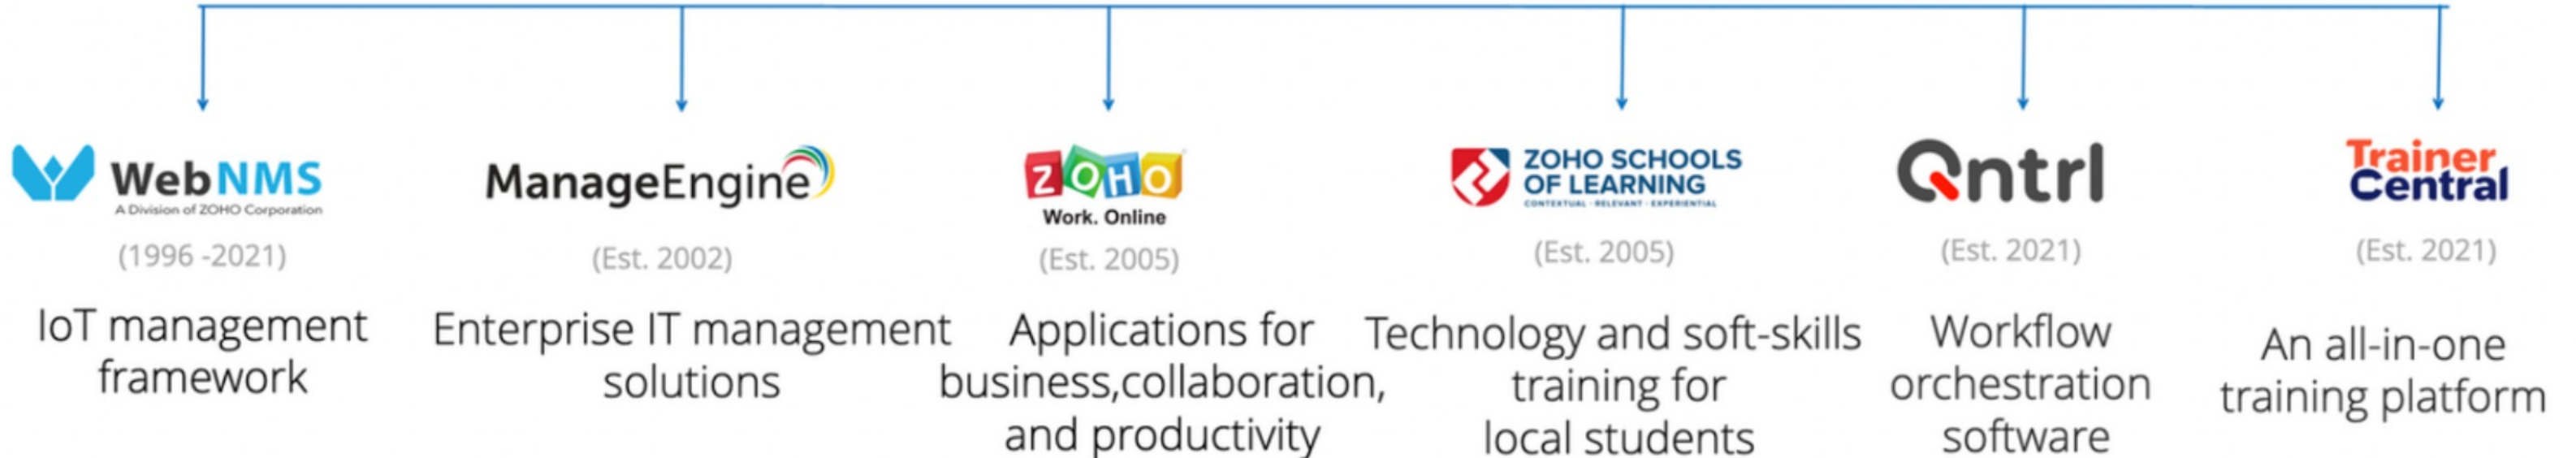 WebNMS
A Division of ZOHO Corporation
(1996 -2021)
IoT management
framework
ManageEngine
(Est. 2002)
Enterprise IT management
solutions
ZOHO
Work. Online
(Est. 2005)
Applications for
business,collaboration,
and productivity
ZOHO SCHOOLS
OF LEARNING
CONTEXTUAL · RELEVANT · EXPERIENTIAL
(Est. 2005)
Technology and soft-skills
training for
local students
Qntrl
(Est. 2021)
Workflow
orchestration
software
Trainer
Central
(Est. 2021)
An all-in-one
training platform